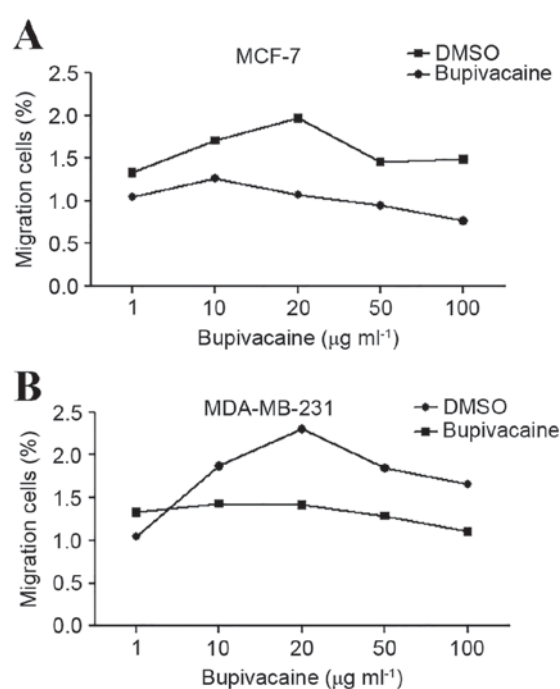 A
MCF-7
DMSO
Bupivacaine
Migration cells (%)
2.5
2.0
1.5
1.0
0.5
0.0
1 10 20 50 100
Bupivacaine (µg ml⁻¹)
B
MDA-MB-231
DMSO
Bupivacaine
Migration cells (%)
2.5
2.0
1.5
1.0
0.5
0.0
1 10 20 50 100
Bupivacaine (µg ml⁻¹)